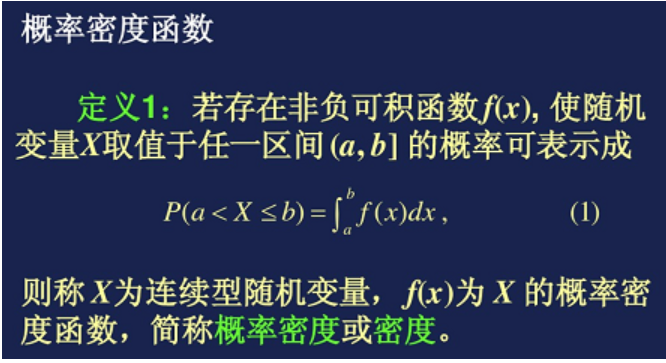 概率密度函数
定义1：若存在非负可积函数f(x), 使随机
变量X取值于任一区间 (a, b] 的概率可表示成
P(a < X ≤ b) = ∫_a^b f(x)dx , (1)
则称 X为连续型随机变量，f(x)为 X 的概率密
度函数，简称概率密度或密度。